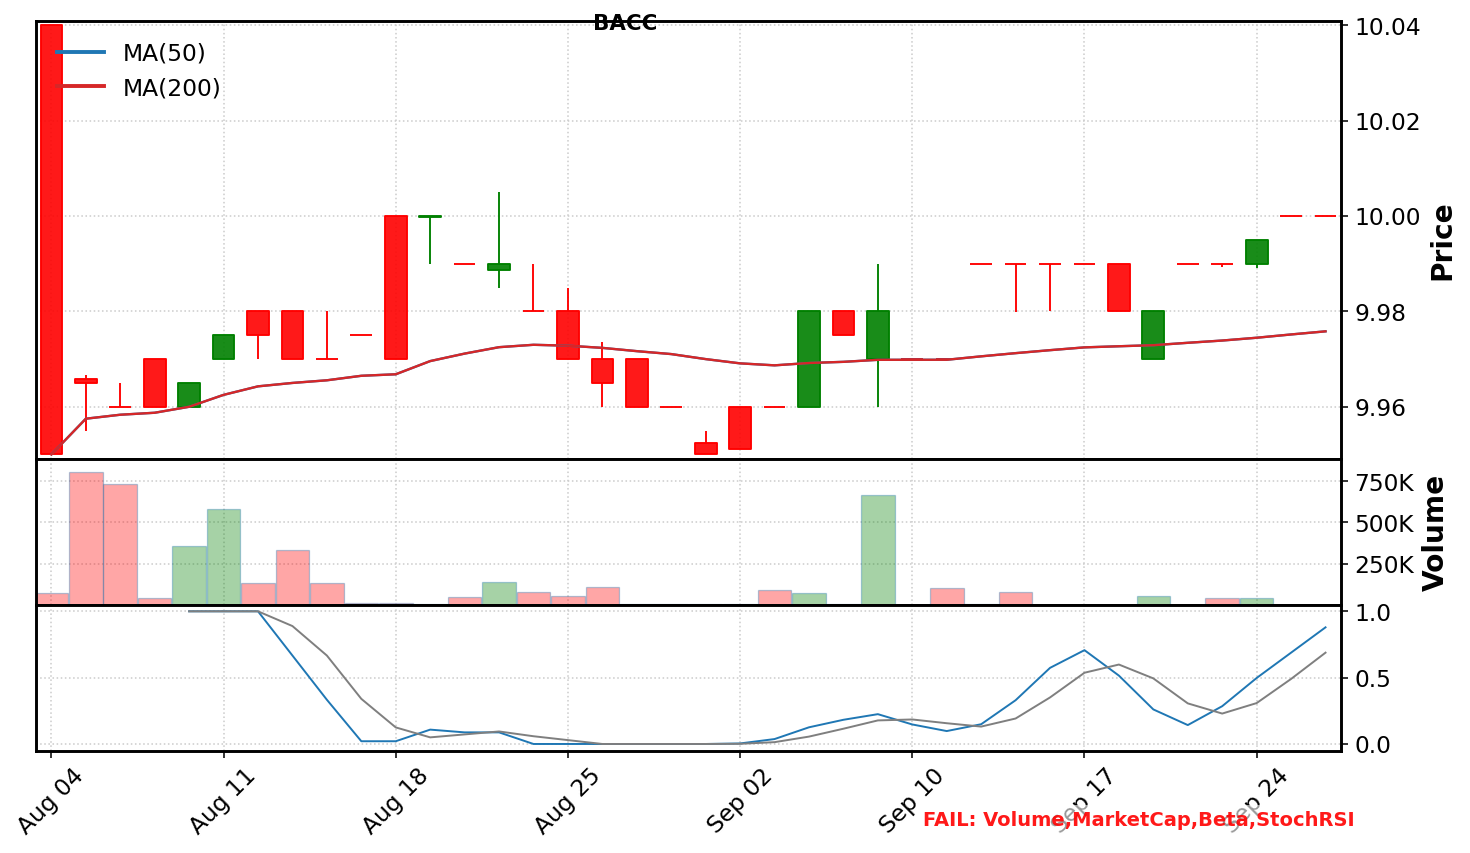 BACC
MA(50)
MA(200)
10.04
10.02
10.00
9.98
9.96
Price
750K
500K
250K
Volume
1.0
0.5
0.0
Aug 04
Aug 11
Aug 18
Aug 25
Sep 02
Sep 10
Sep 17
Sep 24
FAIL: Volume,MarketCap,Beta,StochRSI